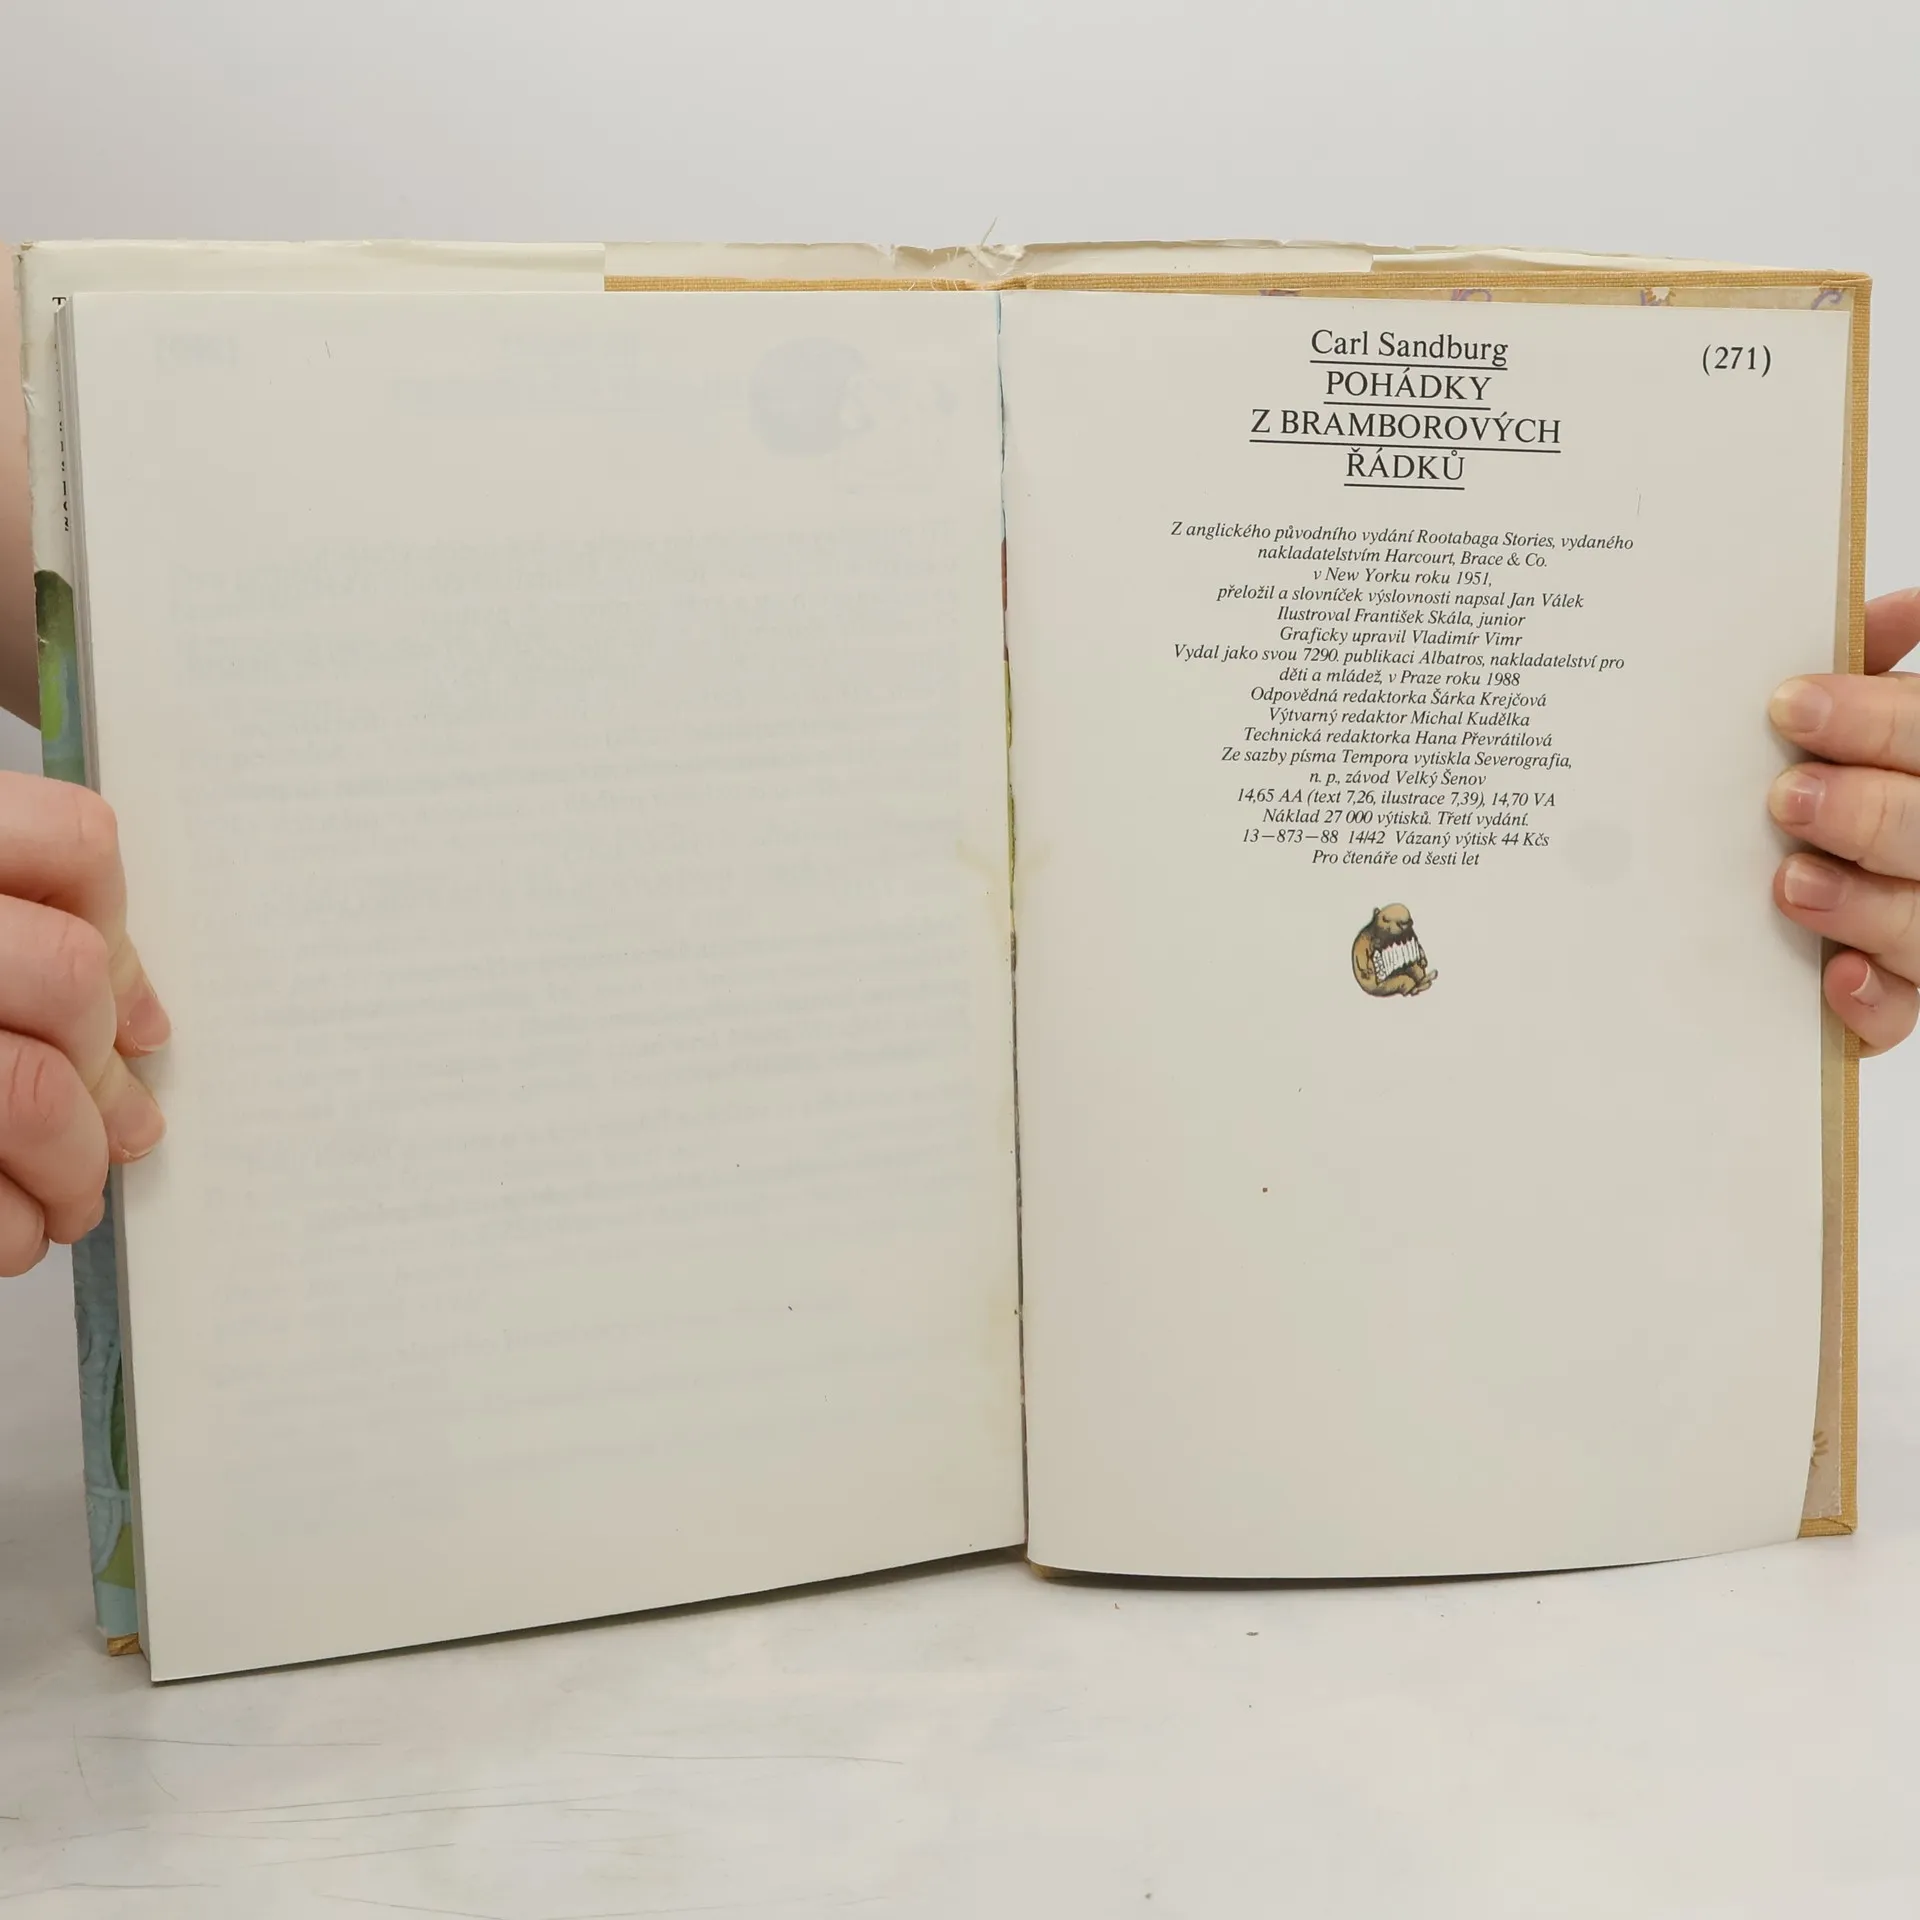 Carl Sandburg
(271)
POHÁDKY
Z BRAMBOROVÝCH
ŘÁDKŮ
Z anglického původního vydání Rootabaga Stories, vydaného
nakladatelstvím Harcourt, Brace & Co.
v New Yorku roku 1951,
přeložil a slovníček výslovnosti napsal Jan Válek
Ilustroval František Skála, junior
Graficky upravil Vladimír Vimr
Vydal jako svou 7290. publikaci Albatros, nakladatelství pro
děti a mládež, v Praze roku 1988
Odpovědná redaktorka Šárka Krejčová
Výtvarný redaktor Michal Kudělka
Technická redaktorka Hana Převrátilová
Ze sazby písma Tempora vytiskla Severografia,
n. p., závod Velký Šenov
14,65 AA (text 7,26, ilustrace 7,39), 14,70 VA
Náklad 27 000 výtisků. Třetí vydání.
13—873—88 14/42 Vázaný výtisk 44 Kčs
Pro čtenáře od šesti let